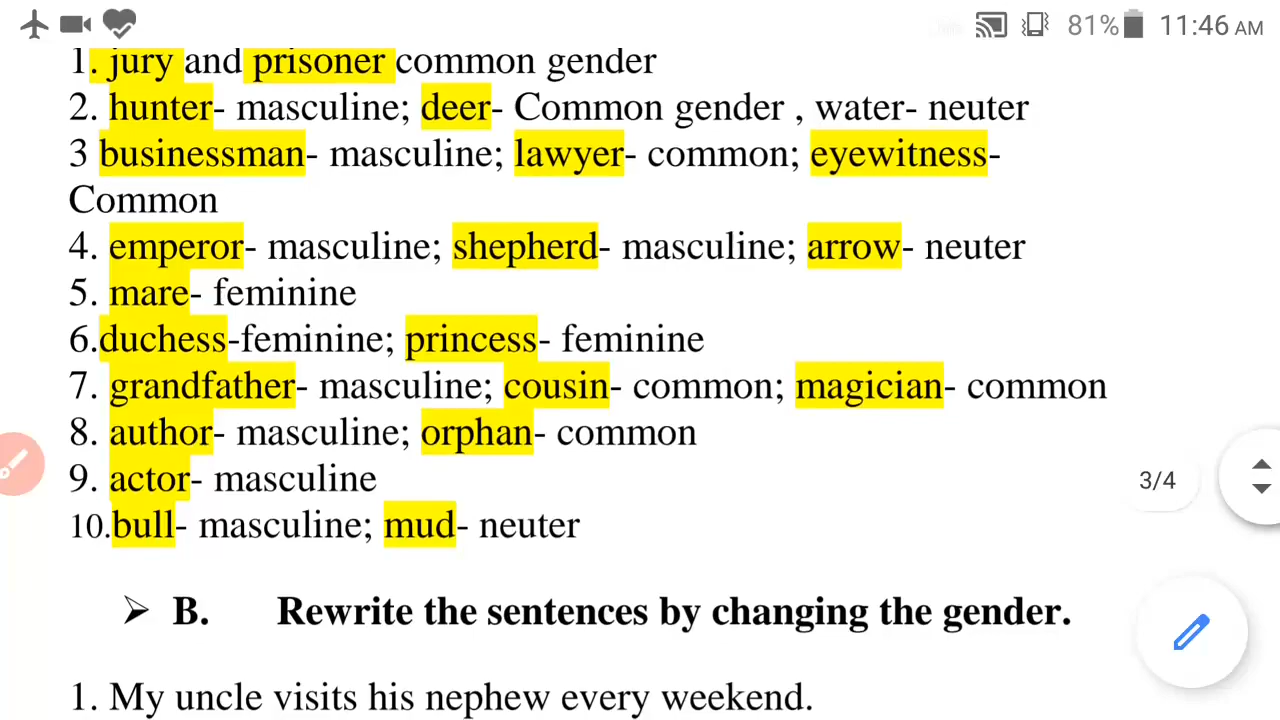 81% 11:46 AM
1. jury and prisoner common gender
2. hunter- masculine; deer- Common gender , water- neuter
3 businessman- masculine; lawyer- common; eyewitness-
Common
4. emperor- masculine; shepherd- masculine; arrow- neuter
5. mare- feminine
6.duchess-feminine; princess- feminine
7. grandfather- masculine; cousin- common; magician- common
8. author- masculine; orphan- common
9. actor- masculine
3/4
10.bull- masculine; mud- neuter
➢ B. Rewrite the sentences by changing the gender.
1. My uncle visits his nephew every weekend.